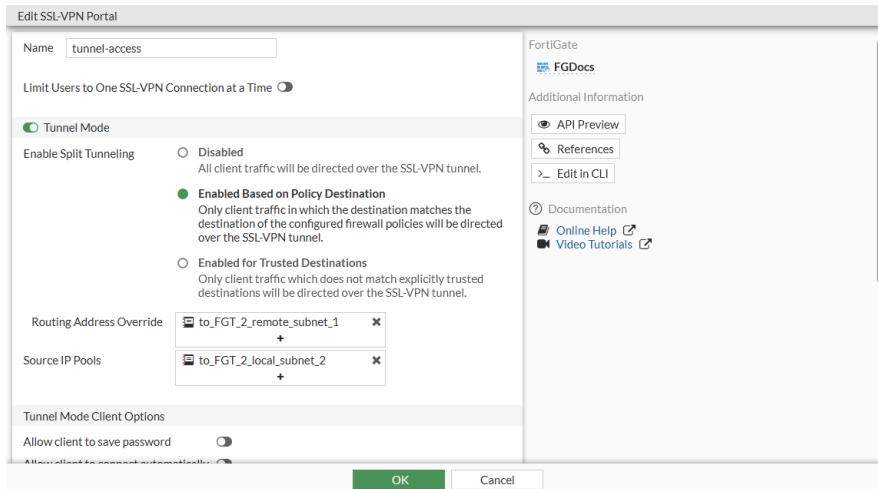 Edit SSL-VPN Portal
Name tunnel-access
Limit Users to One SSL-VPN Connection at a Time
Tunnel Mode
Enable Split Tunneling
Disabled
All client traffic will be directed over the SSL-VPN tunnel.
Enabled Based on Policy Destination
Only client traffic in which the destination matches the
destination of the configured firewall policies will be directed
over the SSL-VPN tunnel.
Enabled for Trusted Destinations
Only client traffic which does not match explicitly trusted
destinations will be directed over the SSL-VPN tunnel.
Routing Address Override to_FGT_2_remote_subnet_1
+
Source IP Pools to_FGT_2_local_subnet_2
+
Tunnel Mode Client Options
Allow client to save password
Allow client to connect automatically
FortiGate
FGDocs
Additional Information
API Preview
References
>_ Edit in CLI
Documentation
Online Help
Video Tutorials
OK Cancel